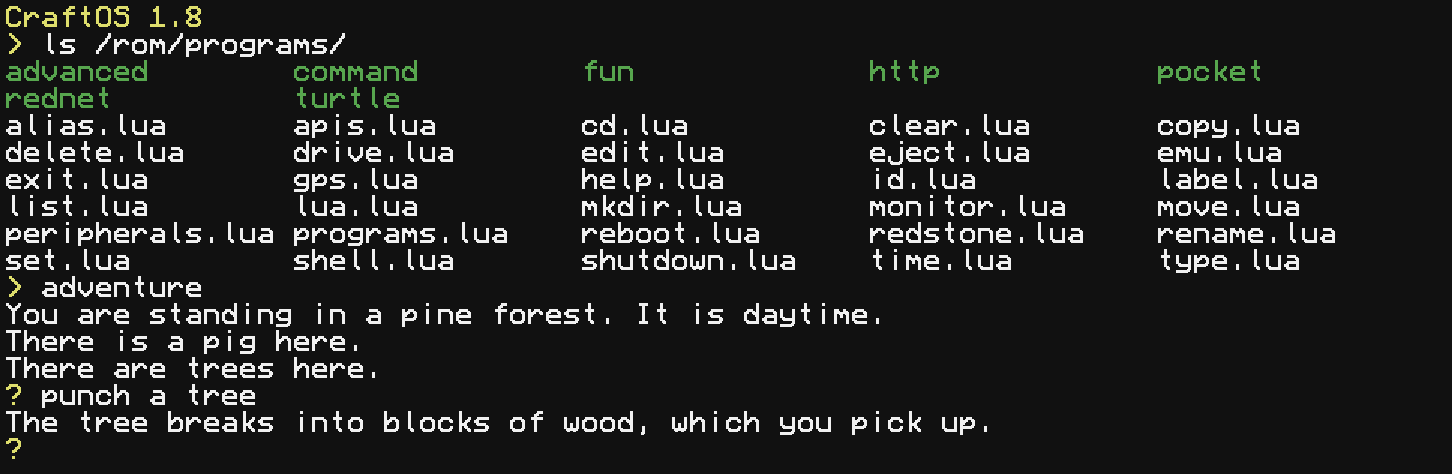 CraftOS 1.8
> ls /rom/programs/
advanced command fun http pocket
rednet turtle
alias.lua apis.lua cd.lua clear.lua copy.lua
delete.lua drive.lua edit.lua eject.lua emu.lua
exit.lua gps.lua help.lua id.lua label.lua
list.lua lua.lua mkdir.lua monitor.lua move.lua
peripherals.lua programs.lua reboot.lua redstone.lua rename.lua
set.lua shell.lua shutdown.lua time.lua type.lua
> adventure
You are standing in a pine forest. It is daytime.
There is a pig here.
There are trees here.
? punch a tree
The tree breaks into blocks of wood, which you pick up.
?